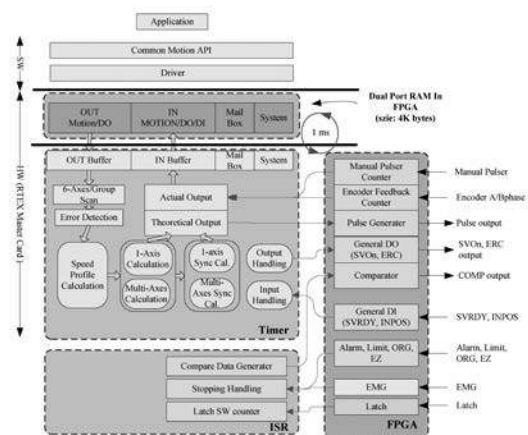 Application
SW
Common Motion API
Driver
Dual Port RAM In
FPGA
(szie: 4K bytes)
OUT
Motion/DO
IN
MOTION/DO/DI
Mail
Box
System
1 ms
OUT Buffer
IN Buffer
Mail
Box
System
HW (RTEX Master Card)
6-Axes/Group
Scan
Error Detection
Actual Output
Theoretical Output
Speed
Profile
Calculation
1-Axis
Calculation
Multi-Axes
Calculation
1-axis
Sync Cal.
Multi-
Axes Sync
Cal.
Output
Handling
Input
Handling
Timer
Manual Pulser
Counter
Manual Pulser
Encoder Feedback
Counter
Encoder A/Bphase
Pulse Generator
Pulse output
General DO
(SVOn, ERC)
SVOn, ERC
output
Comparator
COMP output
General DI
(SVRDY, INPOS)
SVRDY, INPOS
Alarm, Limit, ORG,
EZ
Alarm, Limit,
ORG, EZ
EMG
EMG
Latch
Latch
FPGA
Compare Data Generator
Stopping Handling
Latch SW counter
ISR